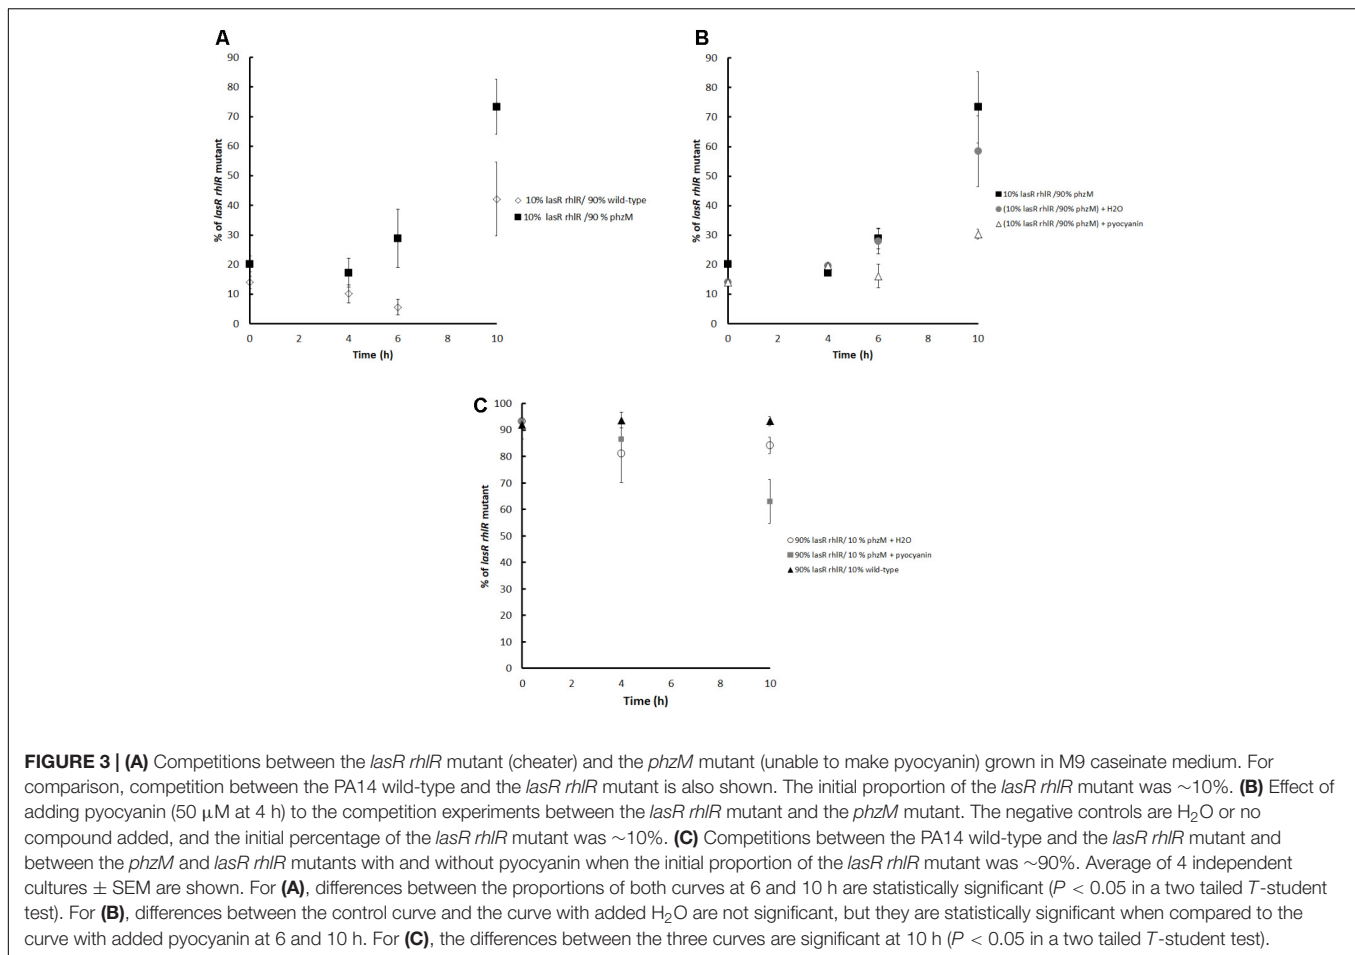 A
90
80
70
60
50
40
30
20
10
0
% of lasR rhlR mutant
0 2 4 6 8 10
Time (h)
10% lasR rhlR/ 90% wild-type
10% lasR rhlR /90 % phzM
B
90
80
70
60
50
40
30
20
10
0
% of lasR rhlR mutant
0 2 4 6 8 10
Time (h)
10% lasR rhlR /90% phzM
(10% lasR rhlR /90% phzM) + H2O
(10% lasR rhlR /90% phzM) + pyocyanin
C
100
90
80
70
60
50
40
30
20
10
0
% of lasR rhlR mutant
0 2 4 6 8 10
Time (h)
90% lasR rhlR/ 10 % phzM + H2O
90% lasR rhlR/ 10 % phzM + pyocyanin
90% lasR rhlR/ 10% wild-type
FIGURE 3 | (A) Competitions between the lasR rhlR mutant (cheater) and the phzM mutant (unable to make pyocyanin) grown in M9 caseinate medium. For
comparison, competition between the PA14 wild-type and the lasR rhlR mutant is also shown. The initial proportion of the lasR rhlR mutant was ∼10%. (B) Effect of
adding pyocyanin (50 μM at 4 h) to the competition experiments between the lasR rhlR mutant and the phzM mutant. The negative controls are H₂O or no
compound added, and the initial percentage of the lasR rhlR mutant was ∼10%. (C) Competitions between the PA14 wild-type and the lasR rhlR mutant and
between the phzM and lasR rhlR mutants with and without pyocyanin when the initial proportion of the lasR rhlR mutant was ∼90%. Average of 4 independent
cultures ± SEM are shown. For (A), differences between the proportions of both curves at 6 and 10 h are statistically significant (P < 0.05 in a two tailed T-student
test). For (B), differences between the control curve and the curve with added H₂O are not significant, but they are statistically significant when compared to the
curve with added pyocyanin at 6 and 10 h. For (C), the differences between the three curves are significant at 10 h (P < 0.05 in a two tailed T-student test).